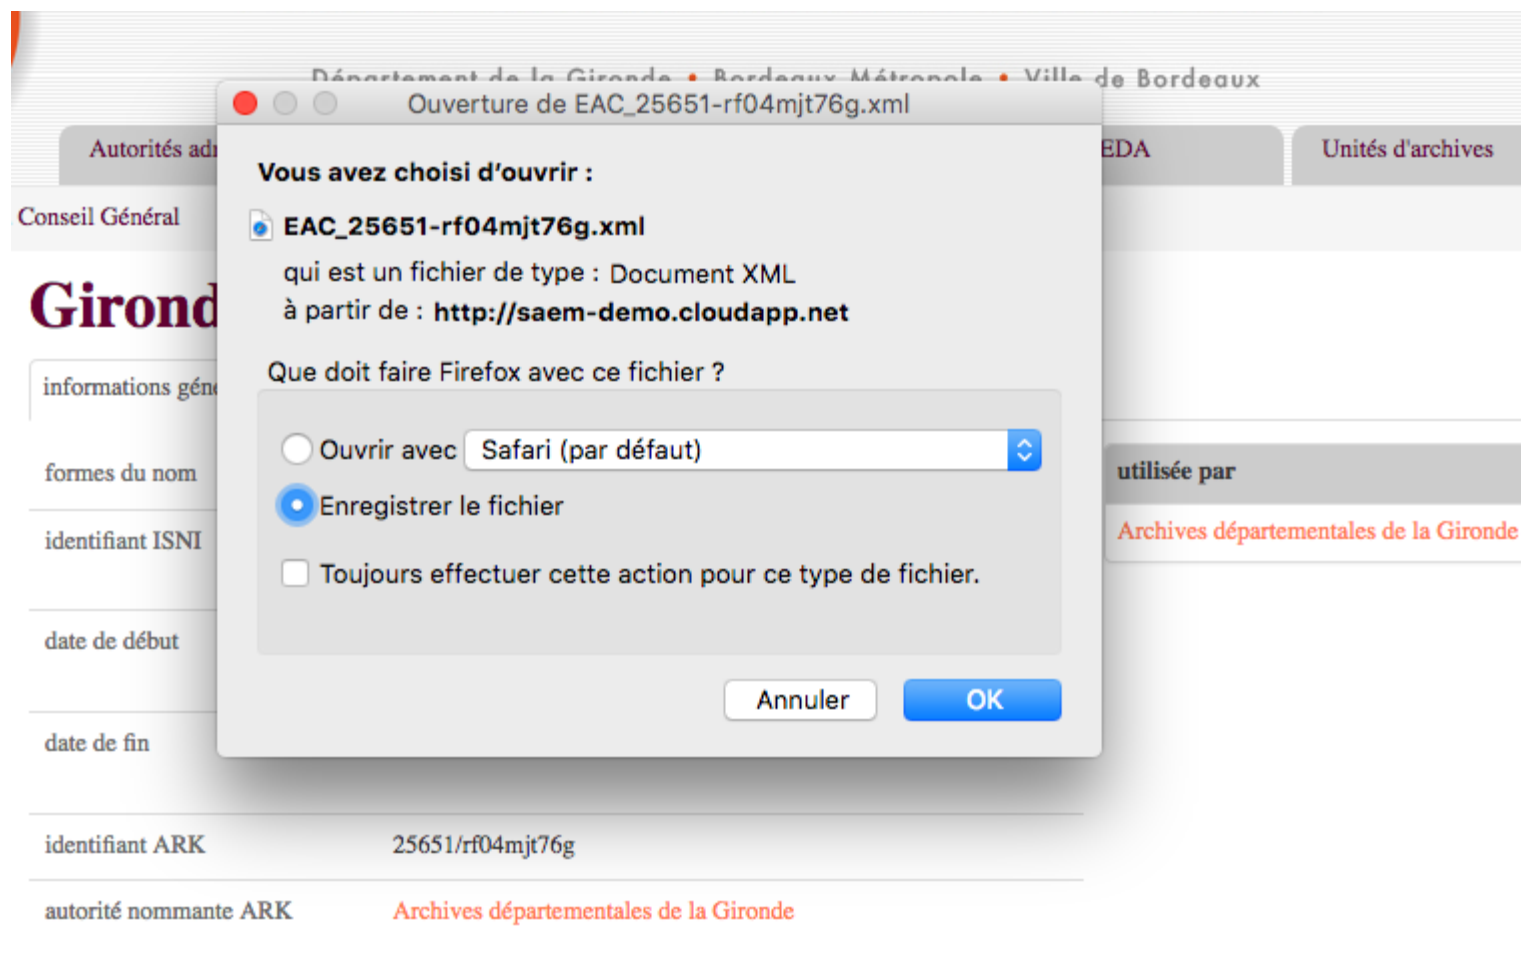 Département de la Gironde • Bordeaux Métropole • Ville de Bordeaux
Ouverture de EAC_25651-rf04mjt76g.xml
Autorités
EDA
Unités d'archives
Vous avez choisi d’ouvrir :
Conseil Général
EAC_25651-rf04mjt76g.xml
qui est un fichier de type : Document XML
à partir de : http://saem-demo.cloudapp.net
Girond
Que doit faire Firefox avec ce fichier ?
informations
Ouvrir avec Safari (par défaut)
formes du nom
utilisée par
Enregistrer le fichier
identifiant ISNI
Archives départementales de la Gironde
Toujours effectuer cette action pour ce type de fichier.
date de début
Annuler OK
date de fin
identifiant ARK 25651/rf04mjt76g
autorité nommante ARK Archives départementales de la Gironde